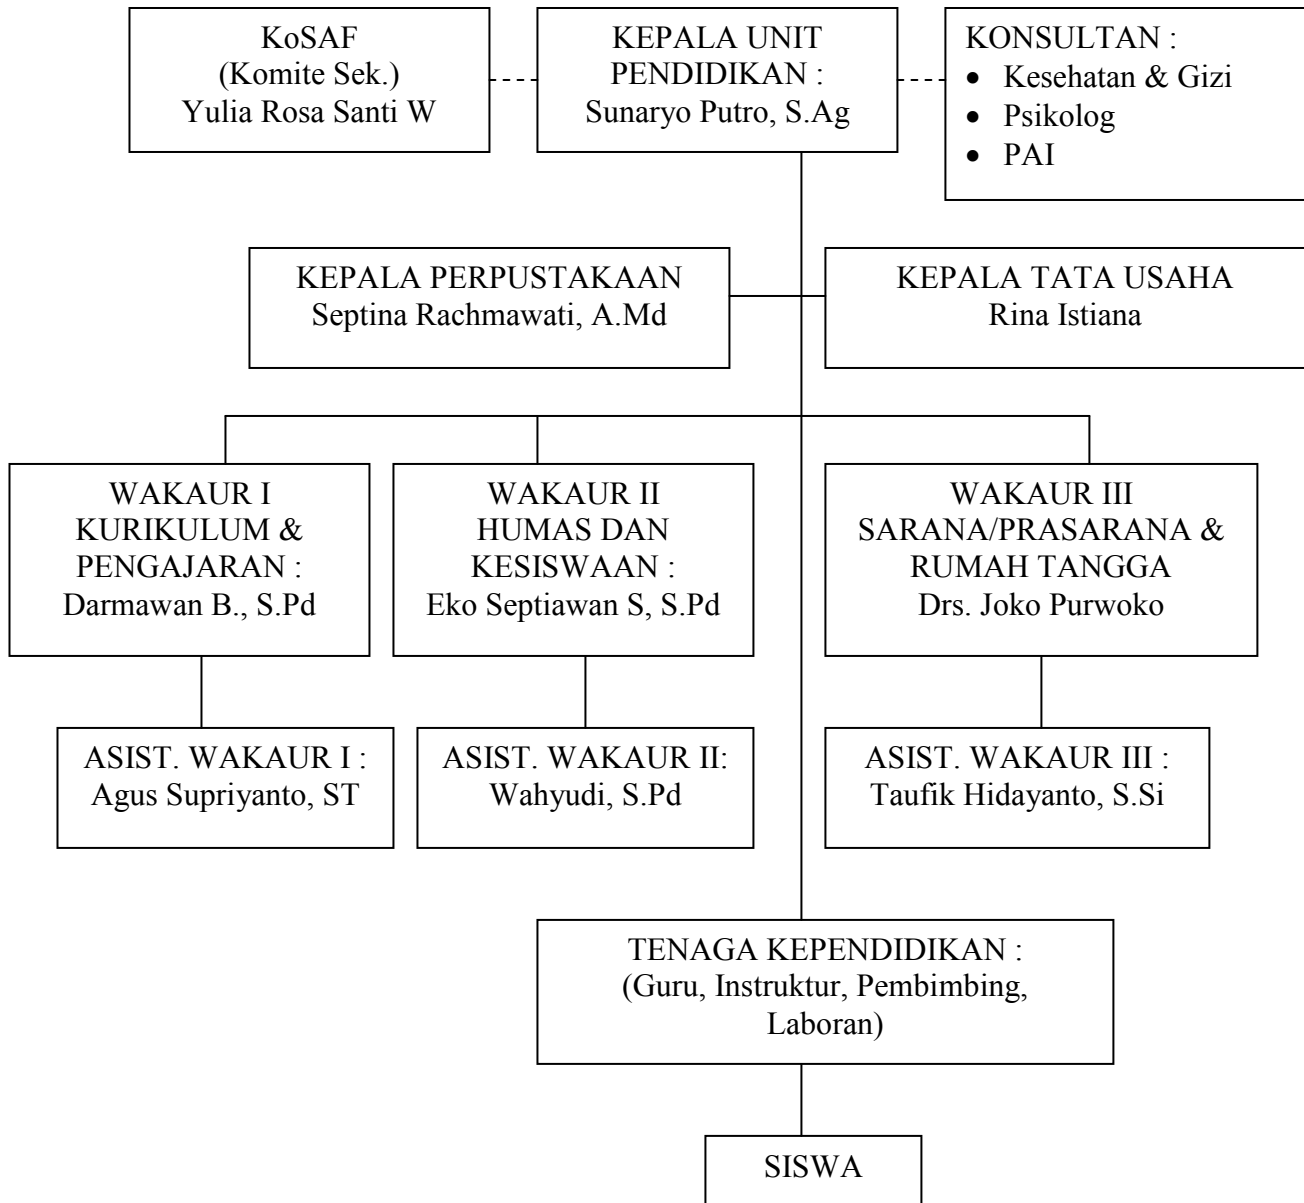 KoSAF
(Komite Sek.)
Yulia Rosa Santi W
KEPALA UNIT
PENDIDIKAN :
Sunaryo Putro, S.Ag
KONSULTAN :
• Kesehatan & Gizi
• Psikolog
• PAI
KEPALA PERPUSTAKAAN
Septina Rachmawati, A.Md
KEPALA TATA USAHA
Rina Istiana
WAKAUR I
KURIKULUM &
PENGAJARAN :
Darmawan B., S.Pd
WAKAUR II
HUMAS DAN
KESISWAAN :
Eko Septiawan S, S.Pd
WAKAUR III
SARANA/PRASARANA &
RUMAH TANGGA
Drs. Joko Purwoko
ASIST. WAKAUR I :
Agus Supriyanto, ST
ASIST. WAKAUR II:
Wahyudi, S.Pd
ASIST. WAKAUR III :
Taufik Hidayanto, S.Si
TENAGA KEPENDIDIKAN :
(Guru, Instruktur, Pembimbing,
Laboran)
SISWA